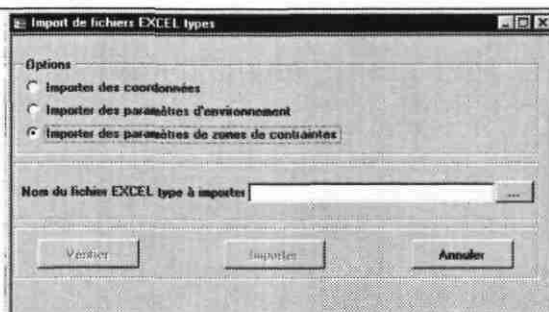 Import de fichiers EXCEL types
Options
Importer des coordonnées
Importer des paramètres d'environnement
Importer des paramètres de zones de contraintes
Nom du fichier EXCEL type à importer ...
Vérifier Importer Annuler